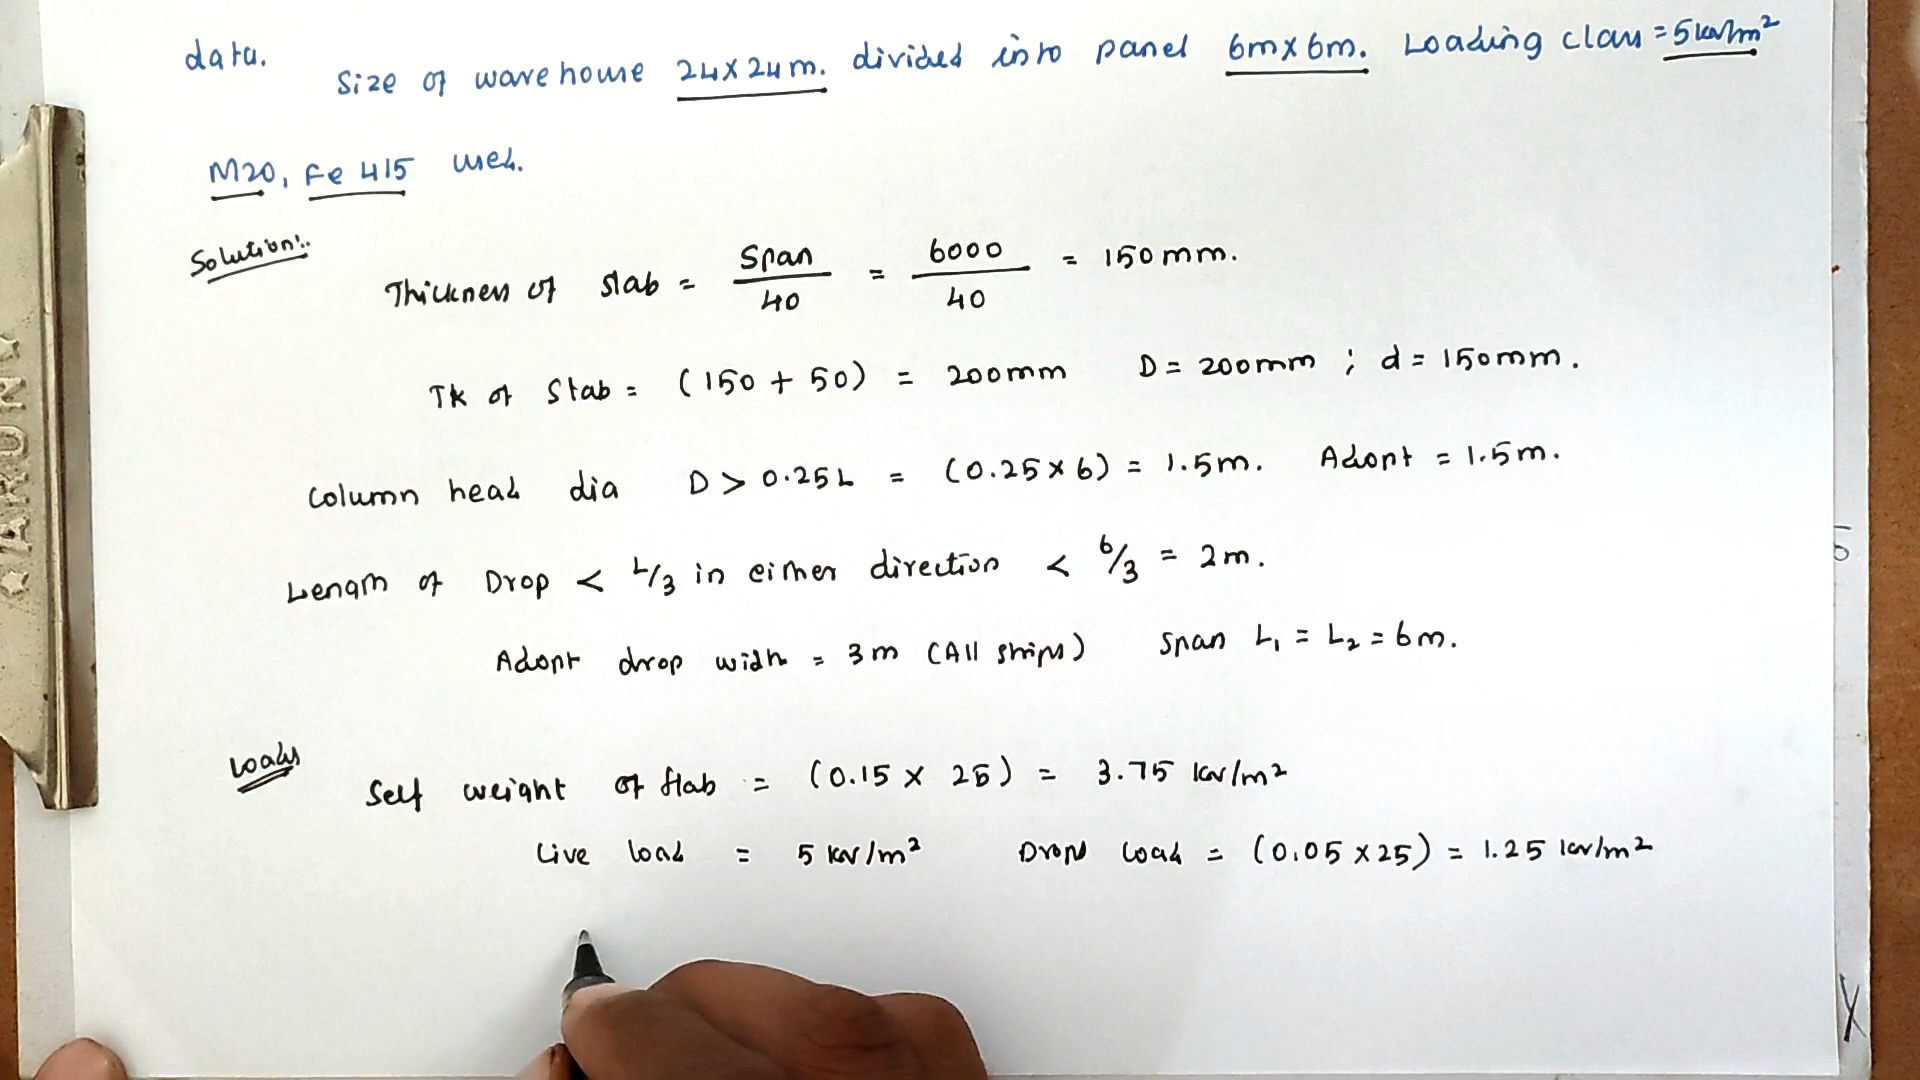 data. Size of warehouse 24X24m. divided into panel 6mx6m. Loading class = 5kN/m²
M20, Fe 415 used.
Solution:.
Thickness of slab = Span/40 = 6000/40 = 150mm.
Tk of Slab = (150 + 50) = 200mm D = 200mm ; d = 150mm.
Column head dia D > 0.25L = (0.25 x 6) = 1.5m. Adopt = 1.5m.
Length of Drop < L/3 in either direction < 6/3 = 2m.
Adopt drop width = 3m (All strips) Span L₁ = L₂ = 6m.
Loads
Self weight of slab = (0.15 x 25) = 3.75 kN/m²
Live load = 5 kN/m² Drops load = (0.05 x 25) = 1.25 kN/m²